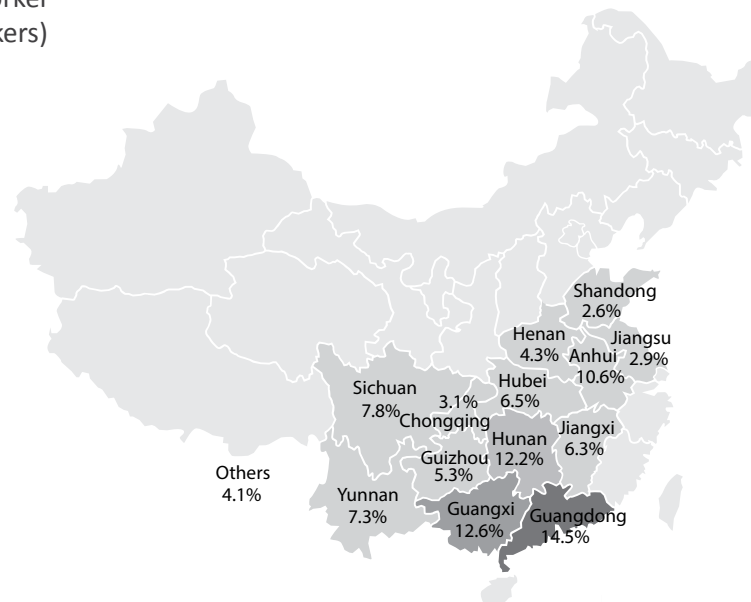 kers)
Shandong
2.6%
Henan
4.3%
Jiangsu
2.9%
Anhui
10.6%
Hubei
6.5%
Sichuan
7.8%
3.1%
Chongqing
Hunan
12.2%
Jiangxi
6.3%
Guizhou
5.3%
Others
4.1%
Yunnan
7.3%
Guangxi
12.6%
Guangdong
14.5%